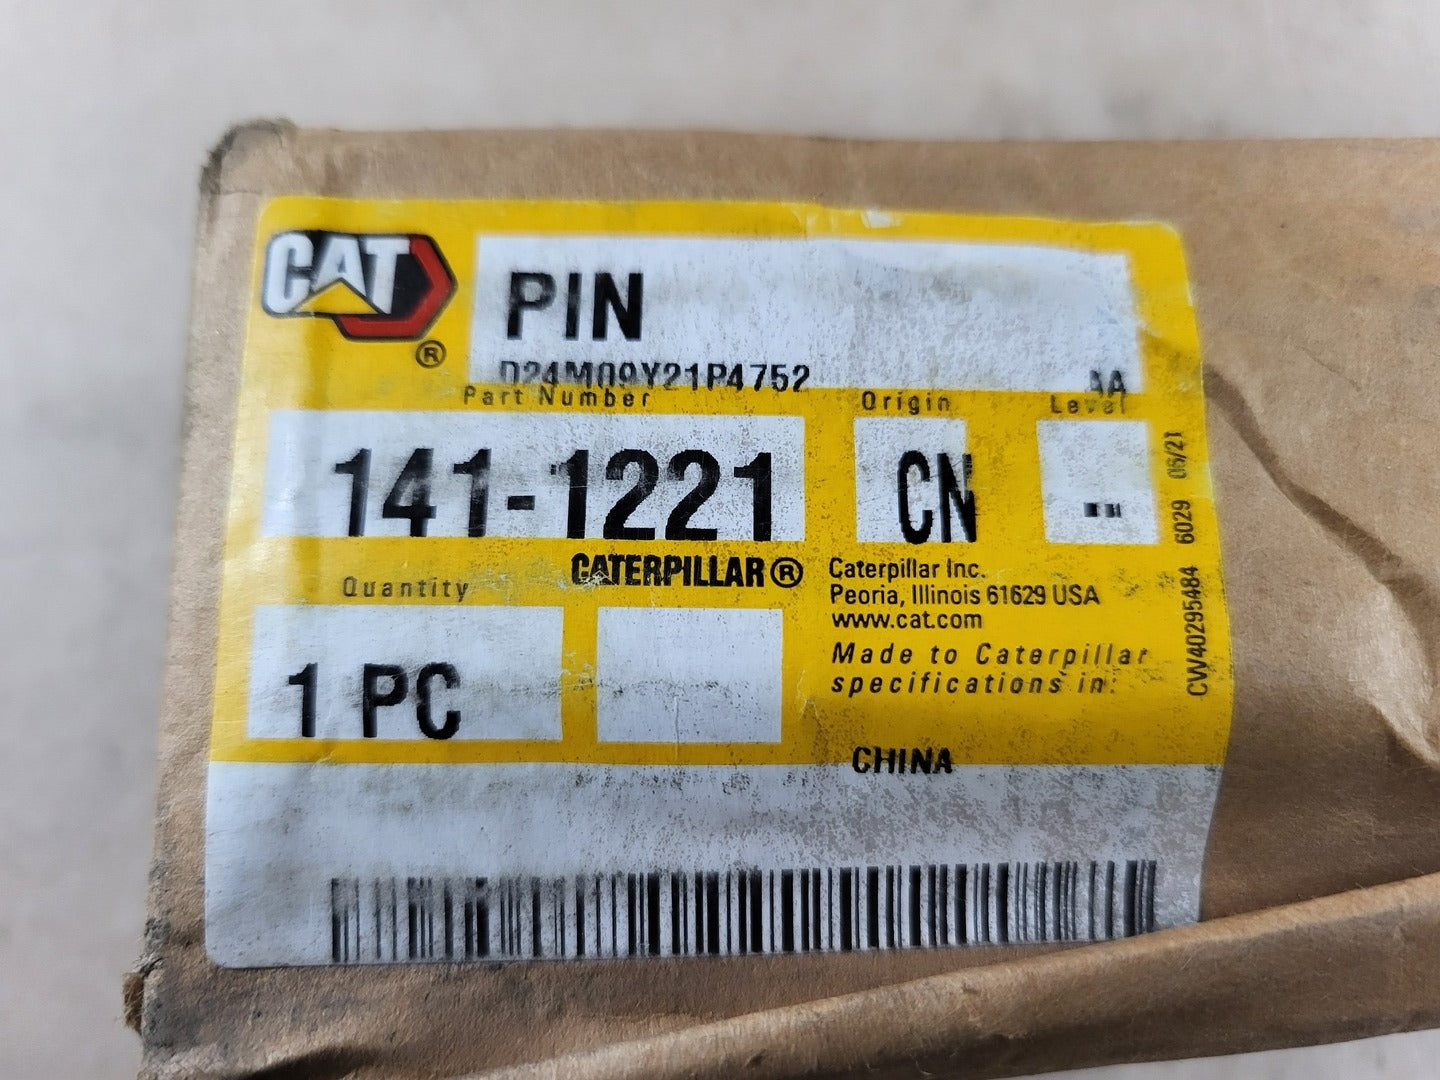 CAT
®
PIN
D24M09Y21P4752
AA
Part Number
Origin
Level
141-1221
CN
--
CATERPILLAR®
Quantity
1 PC
Caterpillar Inc.
Peoria, Illinois 61629 USA
www.cat.com
Made to Caterpillar
specifications in:
CHINA
CW40295484 6029 06/21